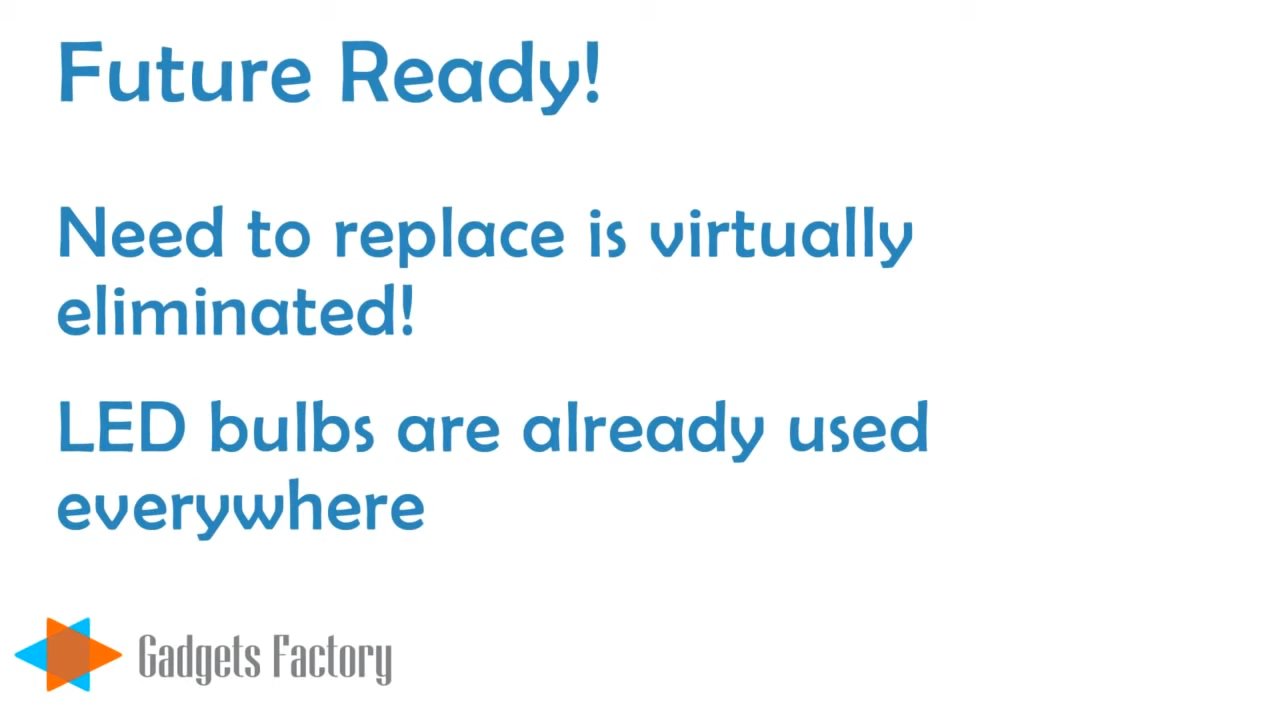 Future Ready!
Need to replace is virtually
eliminated!
LED bulbs are already used
everywhere
Gadgets Factory